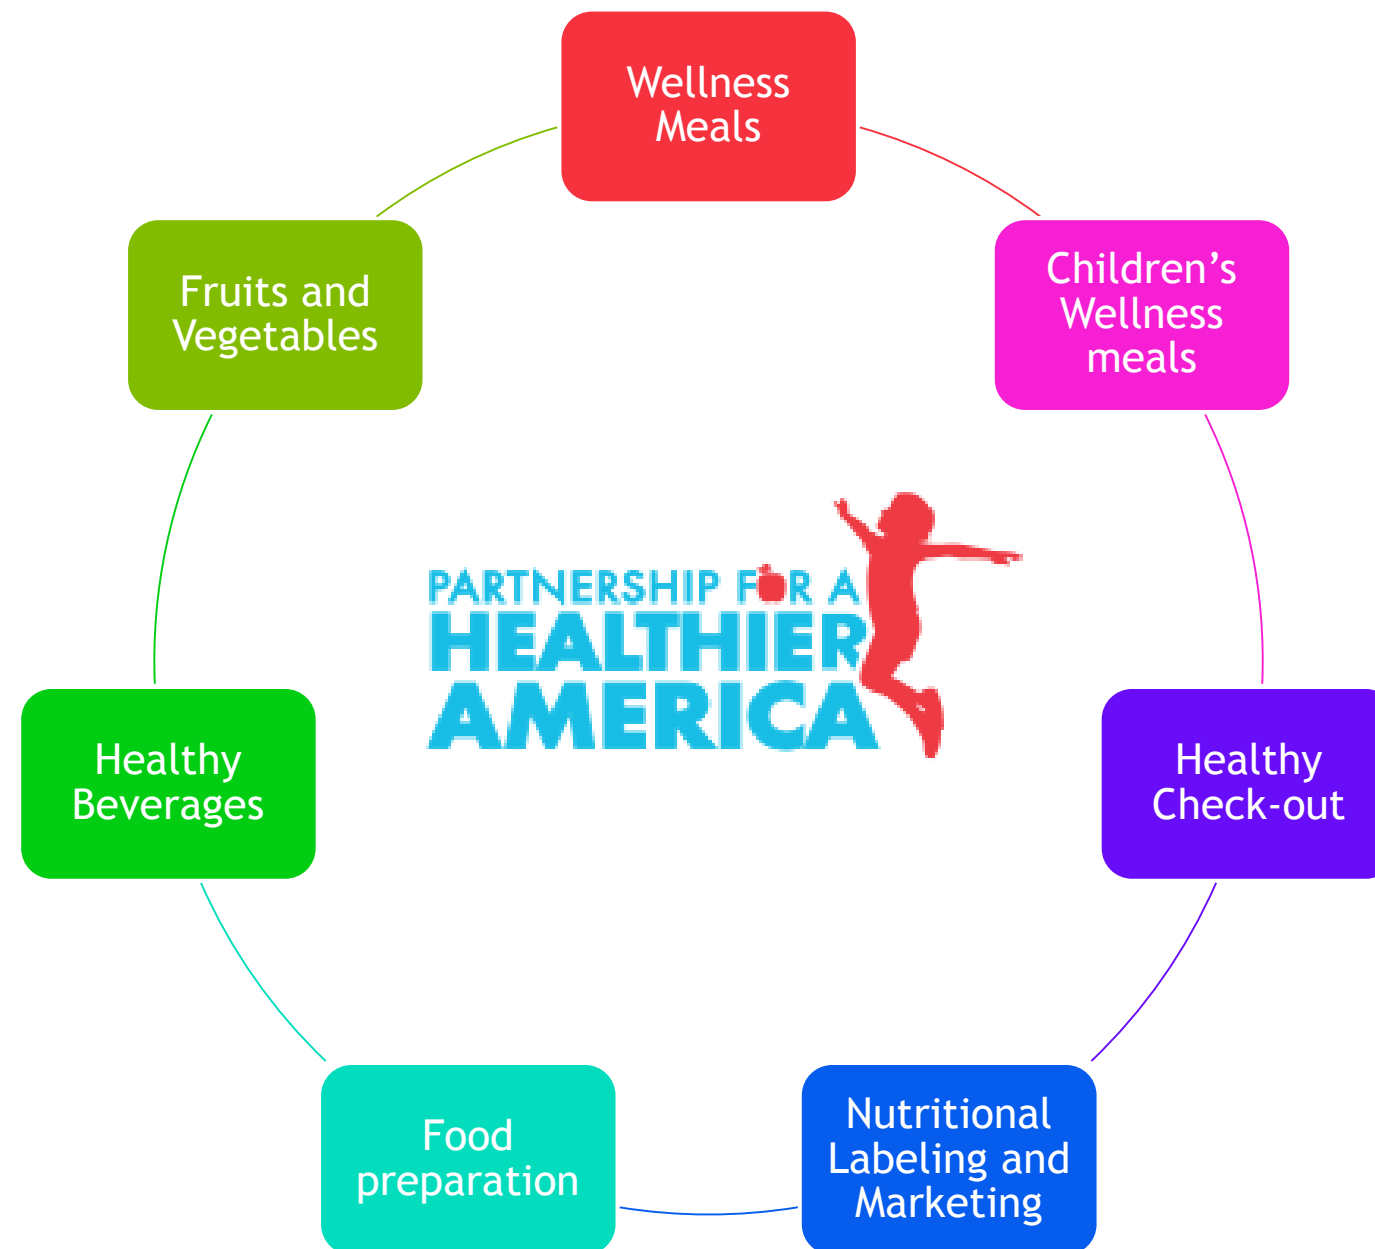 Wellness
Meals
Children’s
Wellness
meals
Healthy
Check-out
Nutritional
Labeling and
Marketing
Food
preparation
Healthy
Beverages
Fruits and
Vegetables
PARTNERSHIP FOR A
HEALTHIER
AMERICA